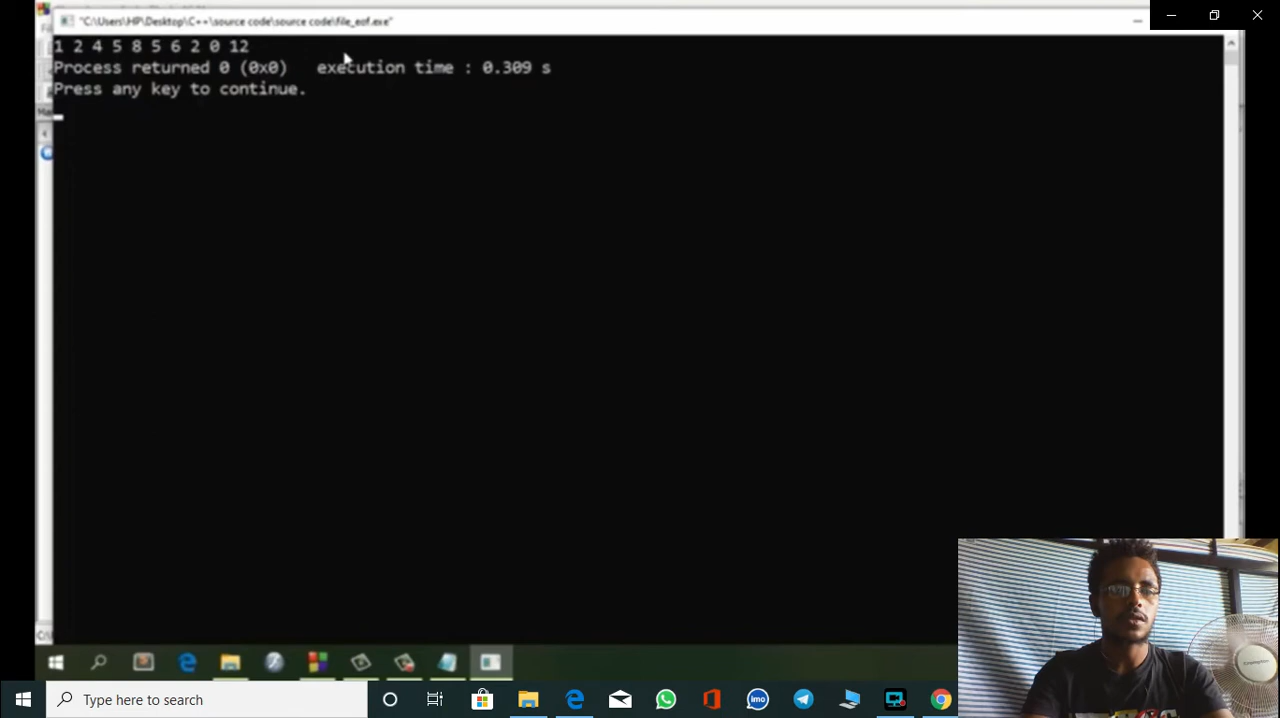 "C:\Users\HP\Desktop\C++\source code\source code\file_eof.exe"
1 2 4 5 8 5 6 2 0 12
Process returned 0 (0x0)   execution time : 0.309 s
Press any key to continue.
imo
Type here to search